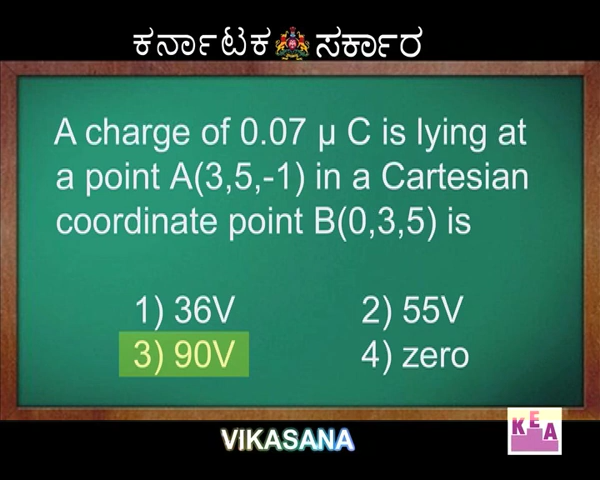 ಕರ್ನಾಟಕ ಸರ್ಕಾರ
A charge of 0.07 μ C is lying at
a point A(3,5,-1) in a Cartesian
coordinate point B(0,3,5) is
1) 36V 2) 55V
3) 90V 4) zero
VIKASANA
KEA